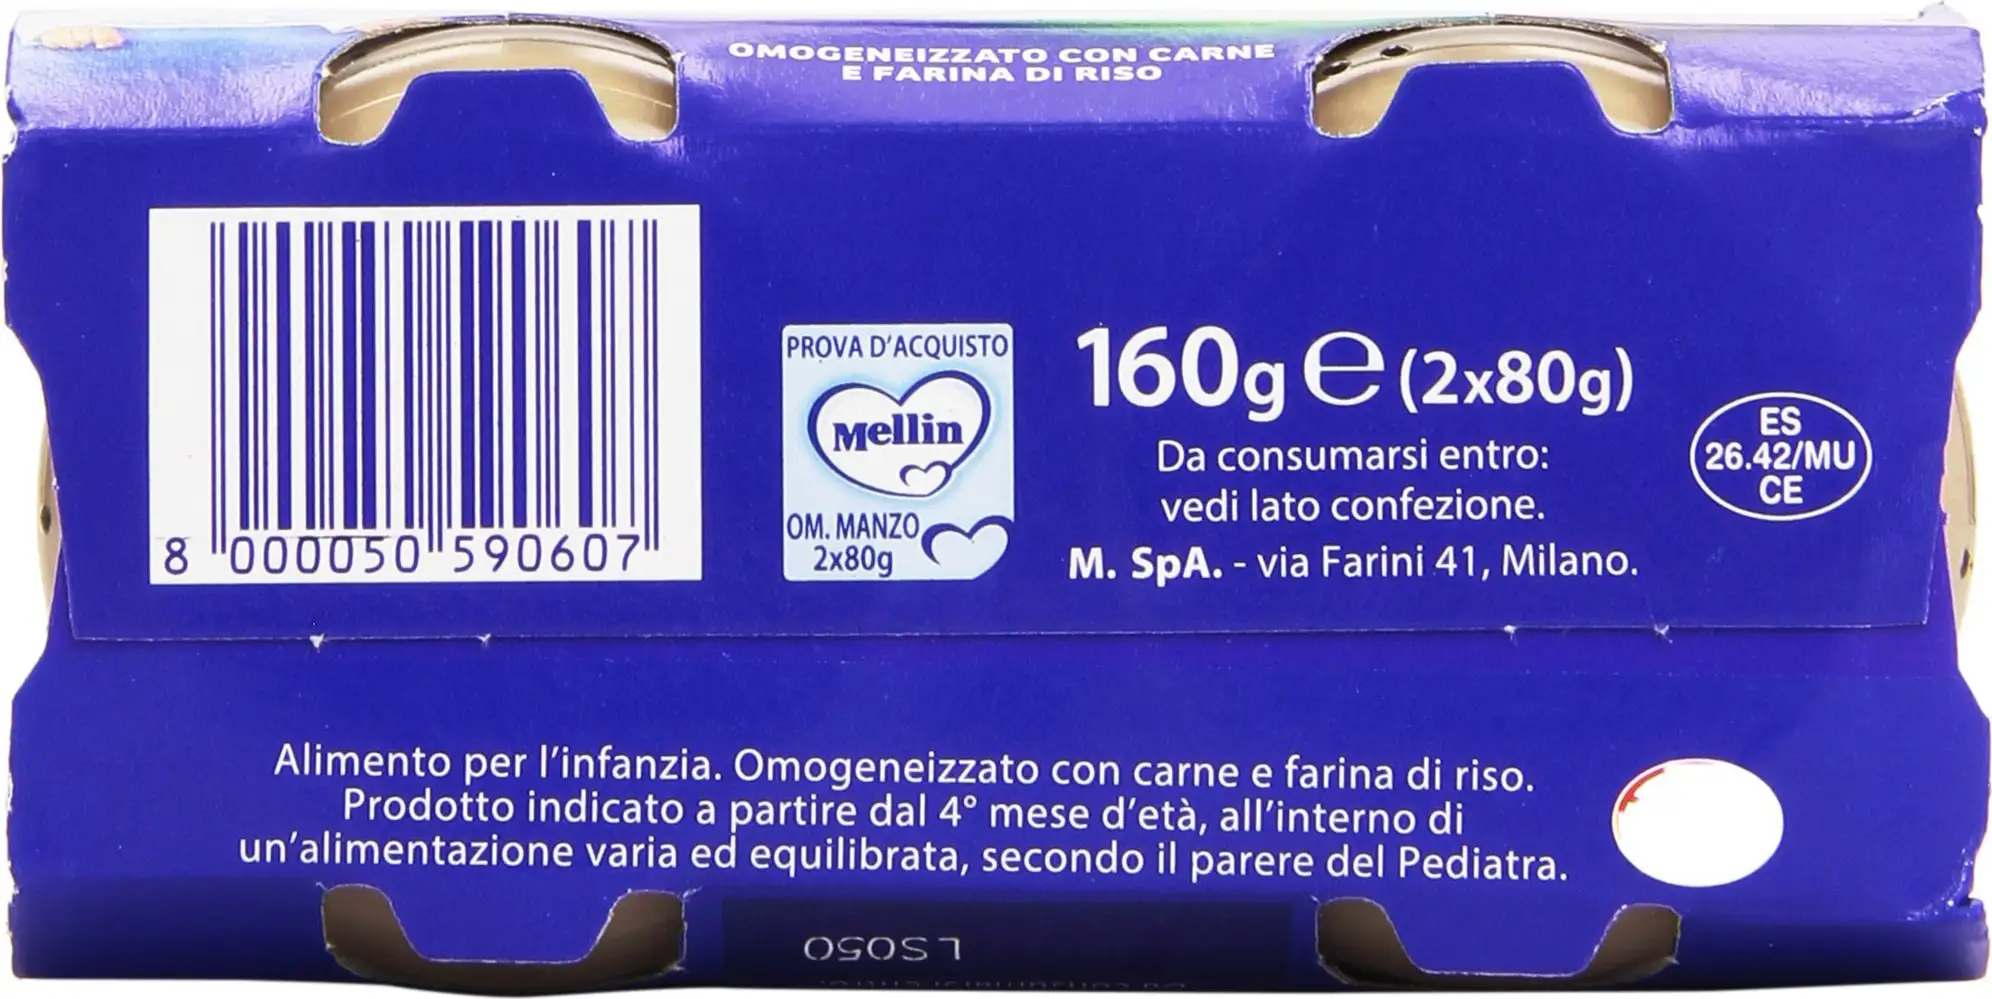 OMOGENEIZZATO CON CARNE
E FARINA DI RISO
PROVA D'ACQUISTO
Mellin
OM. MANZO
2x80g
160g e (2x80g)
Da consumarsi entro:
vedi lato confezione.
M. SpA. - via Farini 41, Milano.
ES
26.42/MU
CE
8 000050 590607
Alimento per l'infanzia. Omogeneizzato con carne e farina di riso.
Prodotto indicato a partire dal 4° mese d'età, all'interno di
un'alimentazione varia ed equilibrata, secondo il parere del Pediatra.